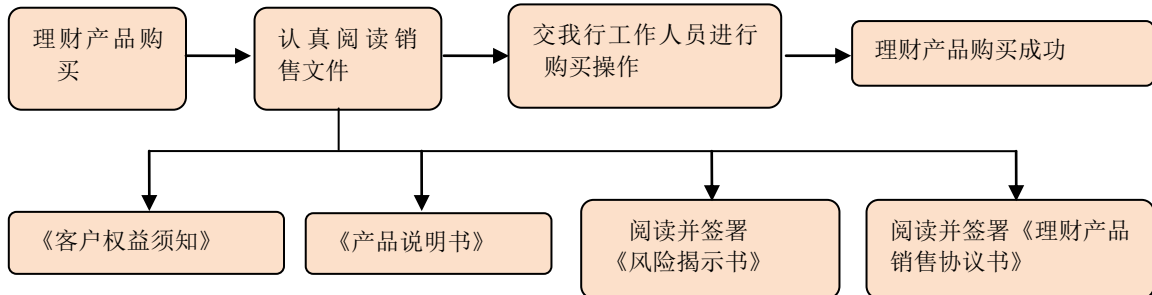 理财产品购
买
认真阅读销
售文件
交我行工作人员进行
购买操作
理财产品购买成功
《客户权益须知》
《产品说明书》
阅读并签署
《风险揭示书》
阅读并签署《理财产品
销售协议书》